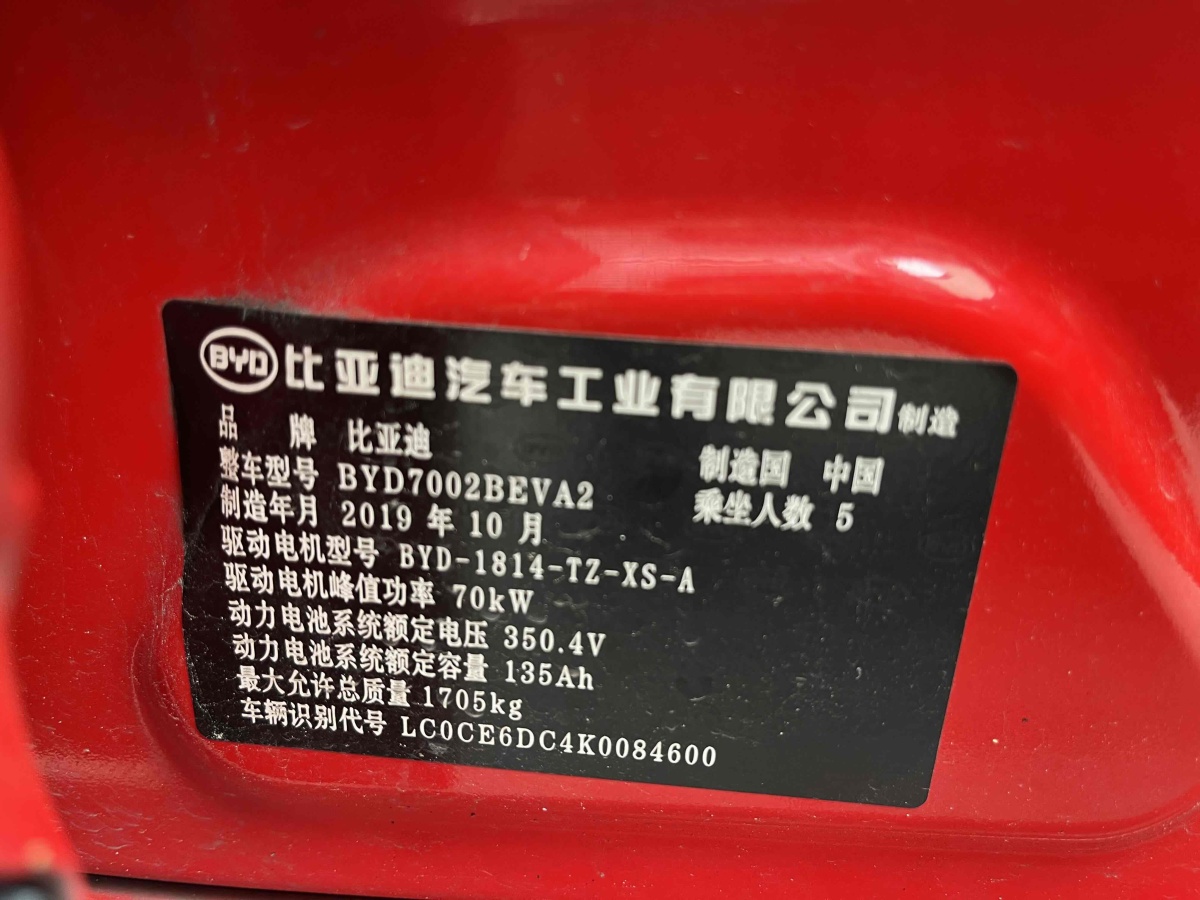 BYD 比亚迪汽车工业有限公司制造
品 牌 比亚迪 制造国 中国
整车型号 BYD7002BEVA2 乘坐人数 5
制造年月 2019 年 10 月
驱动电机型号 BYD-1814-TZ-XS-A
驱动电机峰值功率 70kW
动力电池系统额定电压 350.4V
动力电池系统额定容量 135Ah
最大允许总质量 1705kg
车辆识别代号 LC0CE6DC4K0084600